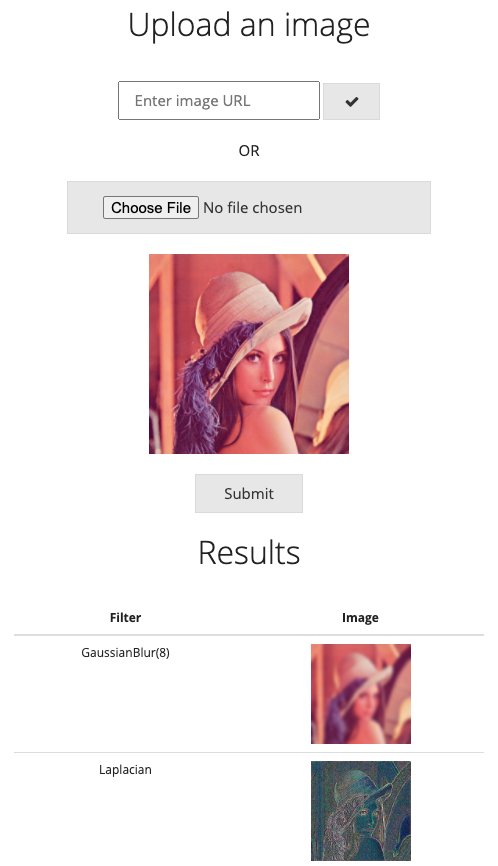 Upload an image
Enter image URL
OR
Choose File No file chosen
Submit
Results
Filter Image
GaussianBlur(8)
Laplacian